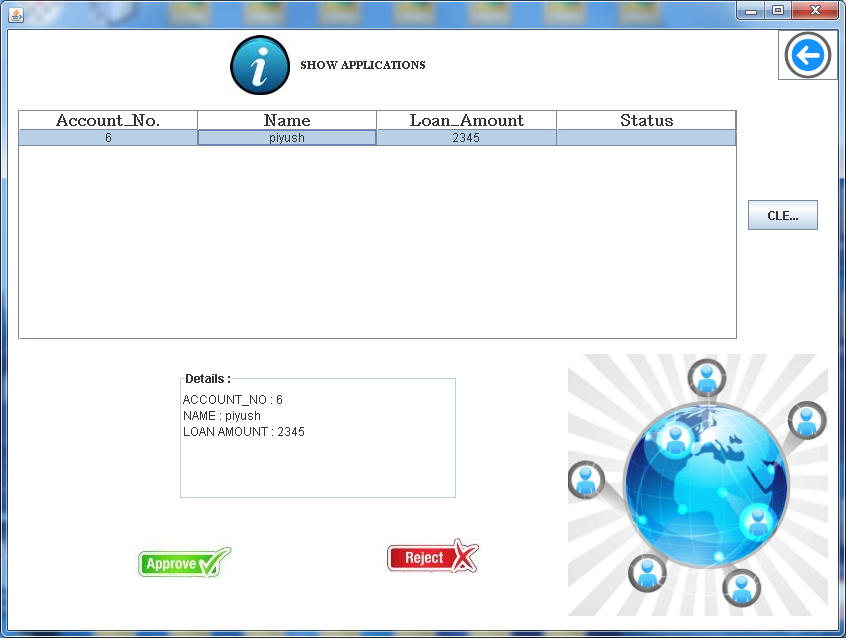 SHOW APPLICATIONS
Account_No. Name Loan_Amount Status
6 piyush 2345
CLE...
Details :
ACCOUNT_NO : 6
NAME : piyush
LOAN AMOUNT : 2345
Approve Reject